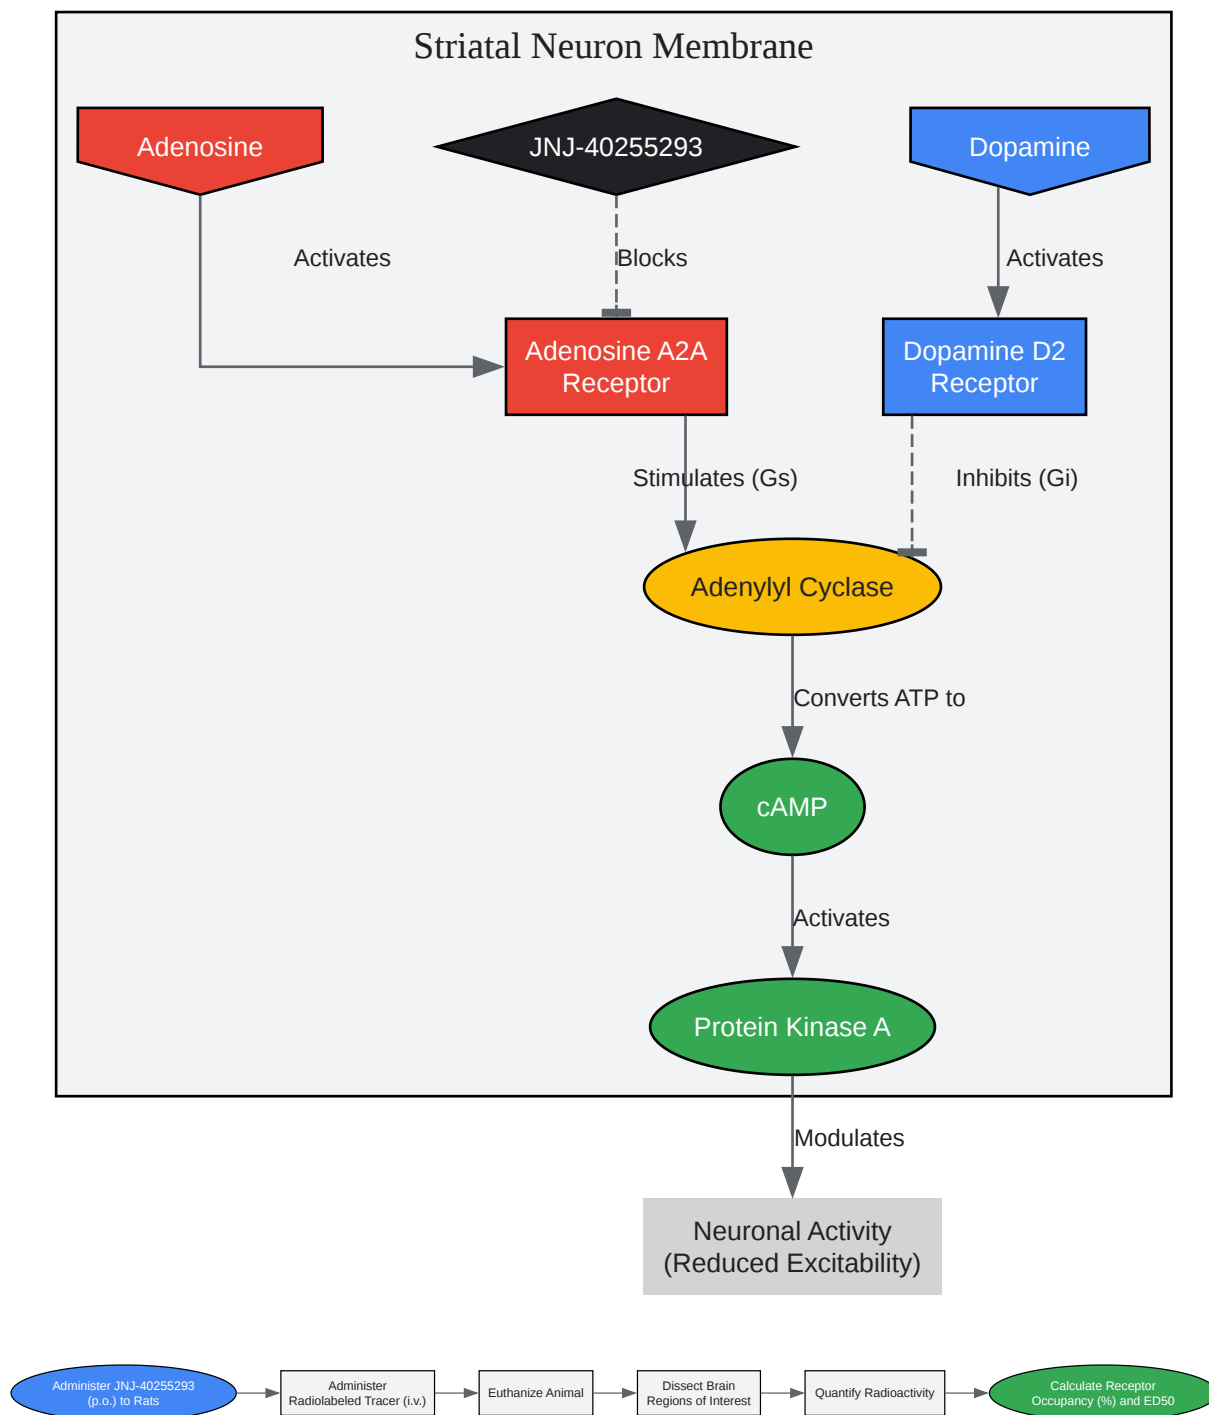 Striatal Neuron Membrane
Adenosine
JNJ-40255293
Dopamine
Activates
Blocks
Activates
Adenosine A2A
Receptor
Dopamine D2
Receptor
Stimulates (Gs)
Inhibits (Gi)
Adenylyl Cyclase
Converts ATP to
cAMP
Activates
Protein Kinase A
Modulates
Neuronal Activity
(Reduced Excitability)
Administer JNJ-40255293
(p.o.) to Rats
Administer
Radiolabeled Tracer (i.v.)
Euthanize Animal
Dissect Brain
Regions of Interest
Quantify Radioactivity
Calculate Receptor
Occupancy (%) and ED50